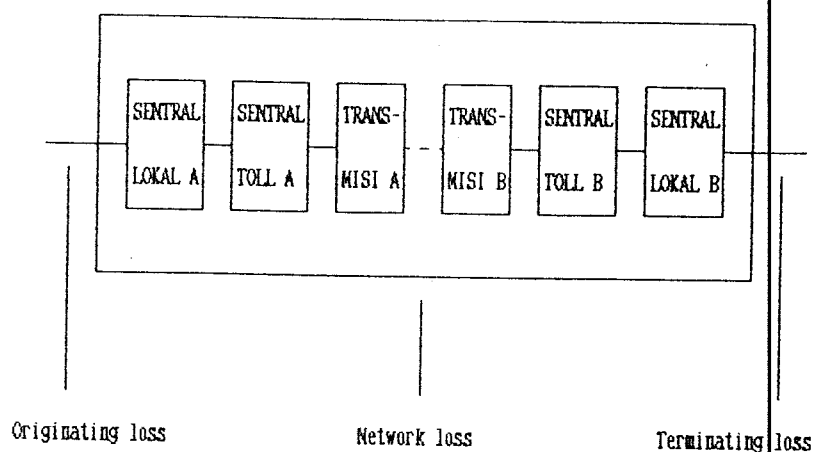 SENTRAL SENTRAL TRANS- TRANS- SENTRAL SENTRAL
LOKAL A TOLL A MISI A MISI B TOLL B LOKAL B
Originating loss Network loss Terminating loss